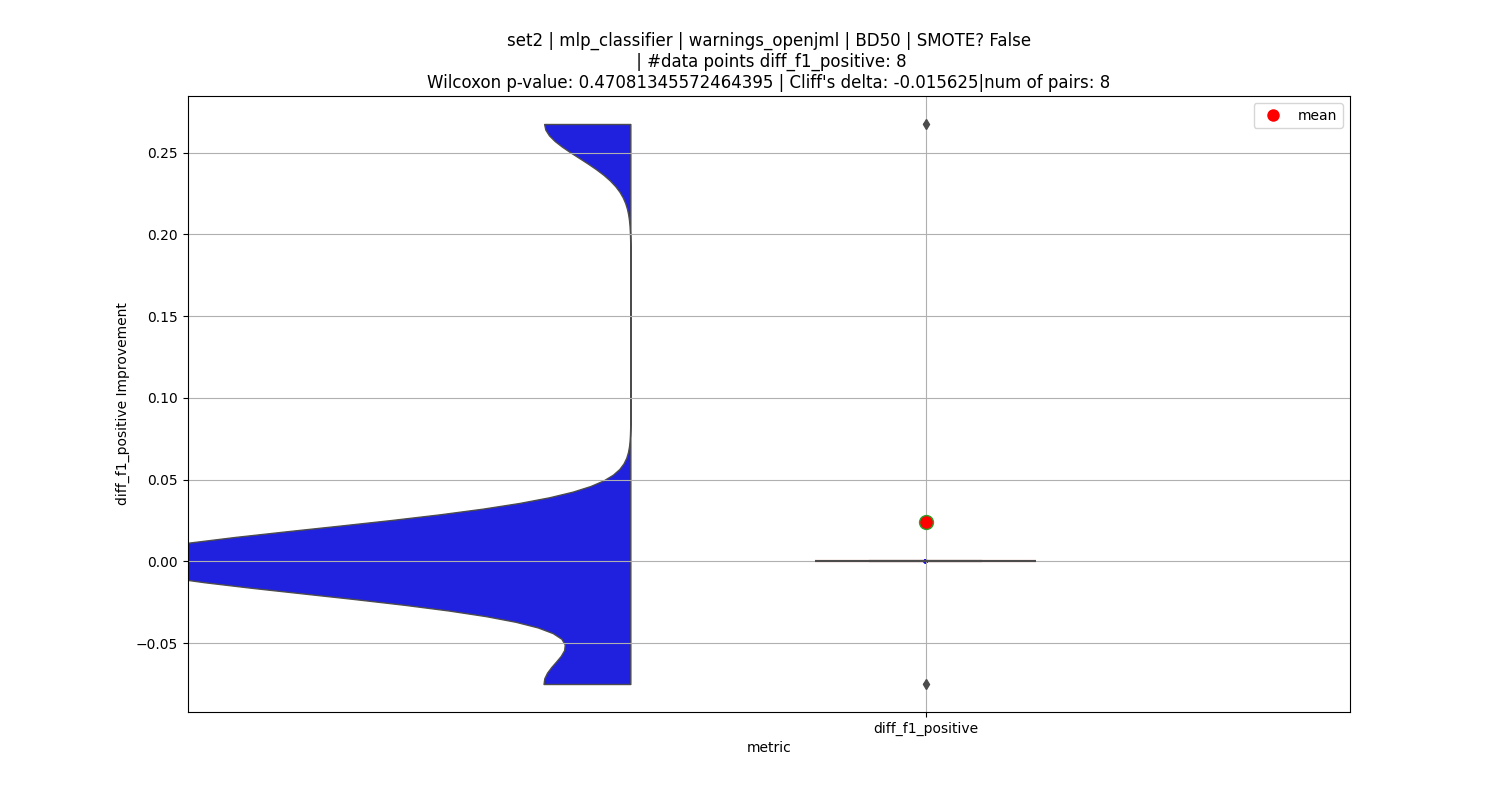 set2 | mlp_classifier | warnings_openjml | BD50 | SMOTE? False
| #data points diff_f1_positive: 8
Wilcoxon p-value: 0.47081345572464395 | Cliff's delta: -0.015625|num of pairs: 8
mean
0.25
0.20
0.15
0.10
0.05
0.00
−0.05
diff_f1_positive Improvement
diff_f1_positive
metric